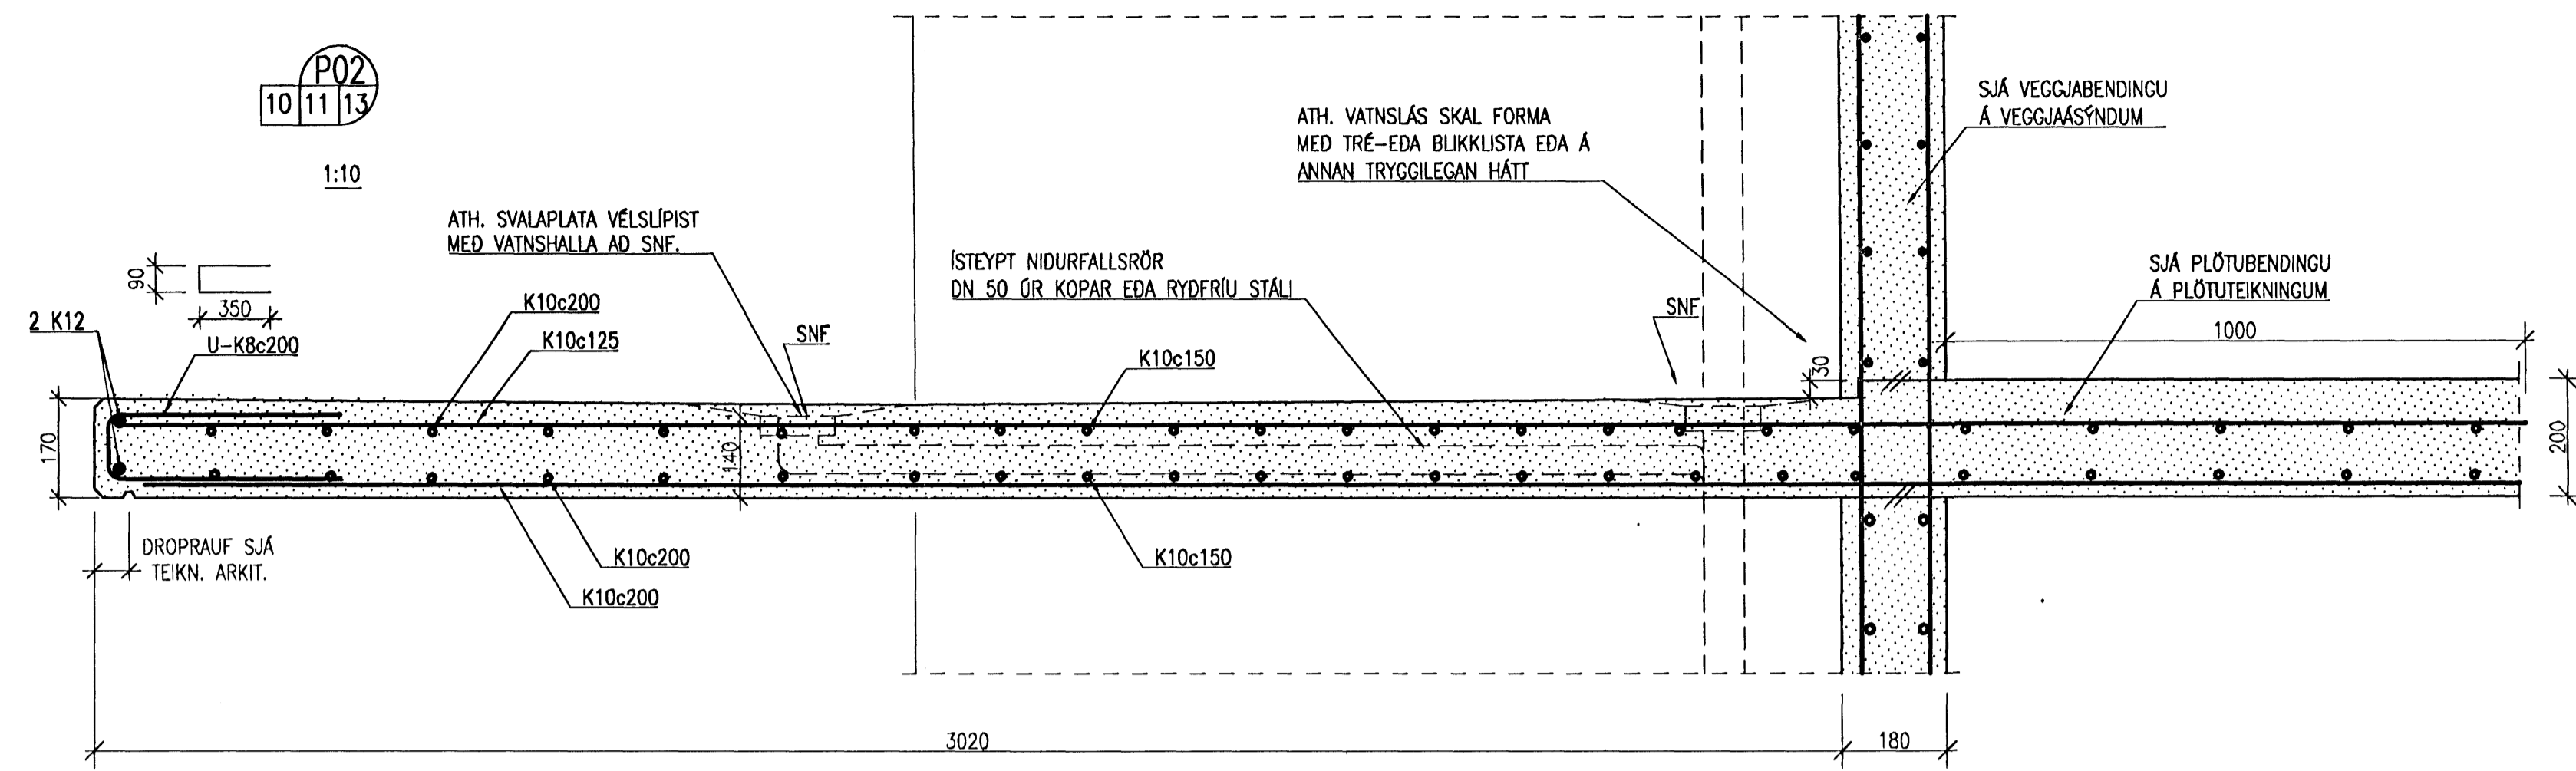 P02
10 11 13
1:10
90
350
2 K12
U-K8c200
ATH. SVALAPLATA VÉLSLÍPIST
MEÐ VATNSHALLA AÐ SNF.
K10c200
K10c125
SNF
ÍSTEYPT NIÐURFALLSRÖR
DN 50 ÚR KOPAR EÐA RYÐFRÍU STÁLI
K10c150
ATH. VATNSLÁS SKAL FORMA
MEÐ TRÉ-EÐA BLIKKLISTA EÐA Á
ANNAN TRYGGILEGAN HÁTT
SNF
30
SJÁ VEGGJABENDINGU
Á VEGGJAÁSÝNDUM
SJÁ PLÖTUBENDINGU
Á PLÖTUTEIKNINGUM
1000
170
140
200
DROPRAUF SJÁ
TEIKN. ARKIT.
K10c200
K10c200
K10c150
3020
180